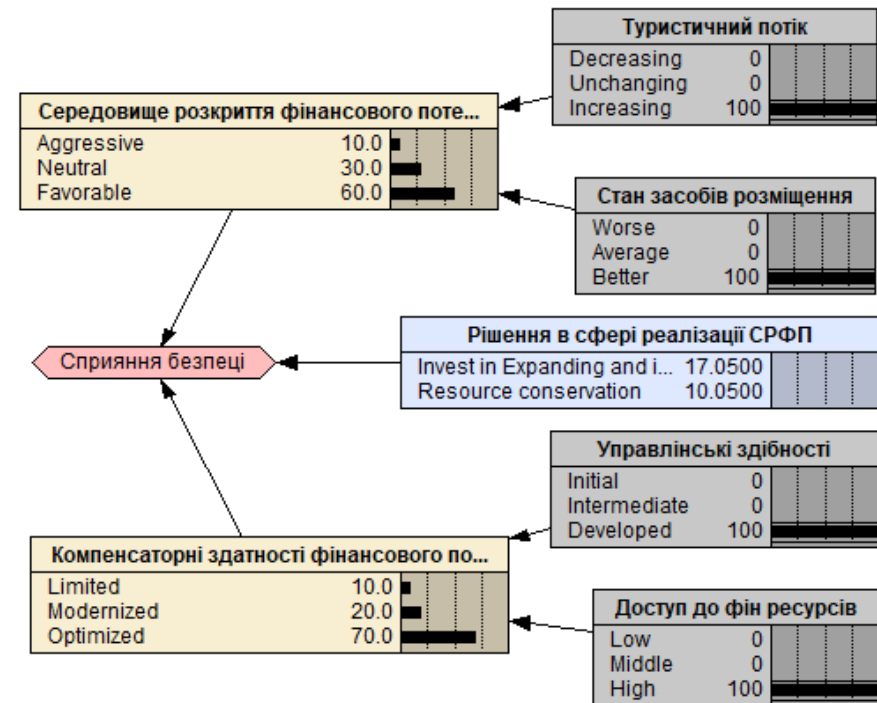 Туристичний потік
Decreasing 0
Unchanging 0
Increasing 100
Середовище розкриття фінансового поте...
Aggressive 10.0
Neutral 30.0
Favorable 60.0
Стан засобів розміщення
Worse 0
Average 0
Better 100
Рішення в сфері реалізації СРФП
Invest in Expanding and i... 17.0500
Resource conservation 10.0500
Сприяння безпеці
Управлінські здібності
Initial 0
Intermediate 0
Developed 100
Компенсаторні здатності фінансового по...
Limited 10.0
Modernized 20.0
Optimized 70.0
Доступ до фін ресурсів
Low 0
Middle 0
High 100